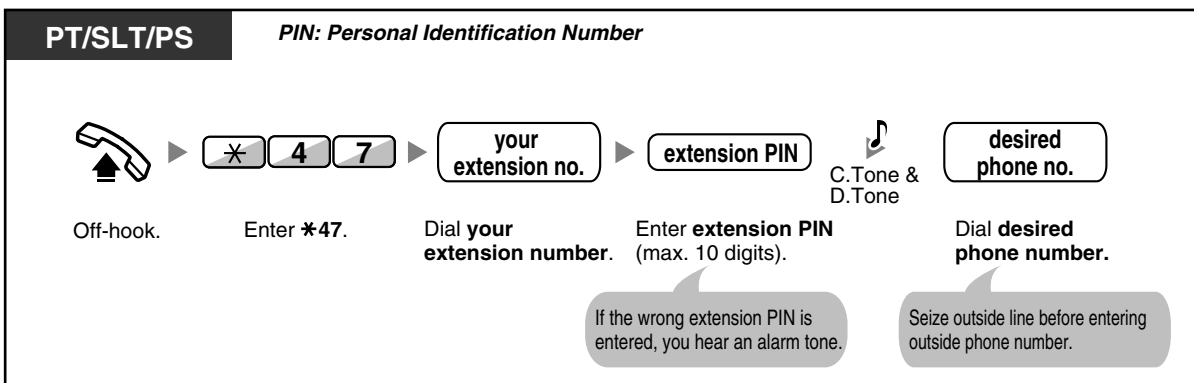 PT/SLT/PS
PIN: Personal Identification Number
✳ 4 7
your
extension no.
extension PIN
C.Tone &
D.Tone
desired
phone no.
Off-hook.
Enter ✳47.
Dial your
extension number.
Enter extension PIN
(max. 10 digits).
Dial desired
phone number.
If the wrong extension PIN is
entered, you hear an alarm tone.
Seize outside line before entering
outside phone number.